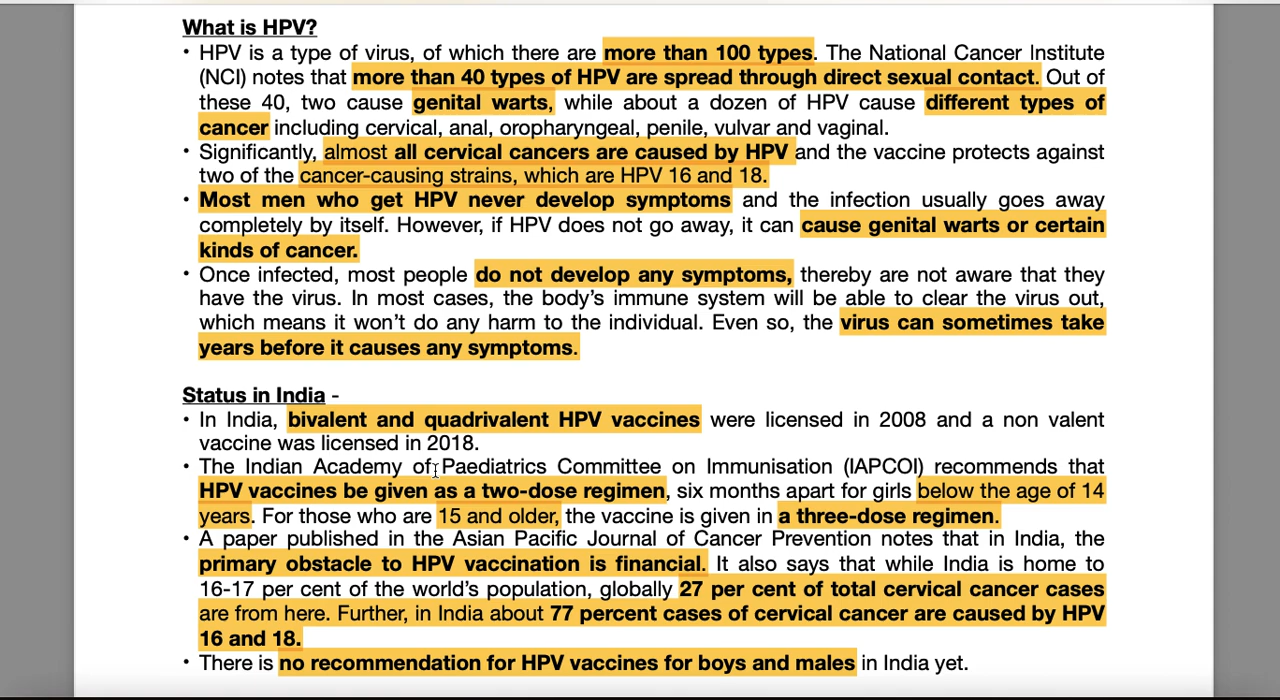 What is HPV?
• HPV is a type of virus, of which there are more than 100 types. The National Cancer Institute
(NCI) notes that more than 40 types of HPV are spread through direct sexual contact. Out of
these 40, two cause genital warts, while about a dozen of HPV cause different types of
cancer including cervical, anal, oropharyngeal, penile, vulvar and vaginal.
• Significantly, almost all cervical cancers are caused by HPV and the vaccine protects against
two of the cancer-causing strains, which are HPV 16 and 18.
• Most men who get HPV never develop symptoms and the infection usually goes away
completely by itself. However, if HPV does not go away, it can cause genital warts or certain
kinds of cancer.
• Once infected, most people do not develop any symptoms, thereby are not aware that they
have the virus. In most cases, the body’s immune system will be able to clear the virus out,
which means it won’t do any harm to the individual. Even so, the virus can sometimes take
years before it causes any symptoms.
Status in India -
• In India, bivalent and quadrivalent HPV vaccines were licensed in 2008 and a non valent
vaccine was licensed in 2018.
• The Indian Academy of Paediatrics Committee on Immunisation (IAPCOI) recommends that
HPV vaccines be given as a two-dose regimen, six months apart for girls below the age of 14
years. For those who are 15 and older, the vaccine is given in a three-dose regimen.
• A paper published in the Asian Pacific Journal of Cancer Prevention notes that in India, the
primary obstacle to HPV vaccination is financial. It also says that while India is home to
16-17 per cent of the world’s population, globally 27 per cent of total cervical cancer cases
are from here. Further, in India about 77 percent cases of cervical cancer are caused by HPV
16 and 18.
• There is no recommendation for HPV vaccines for boys and males in India yet.